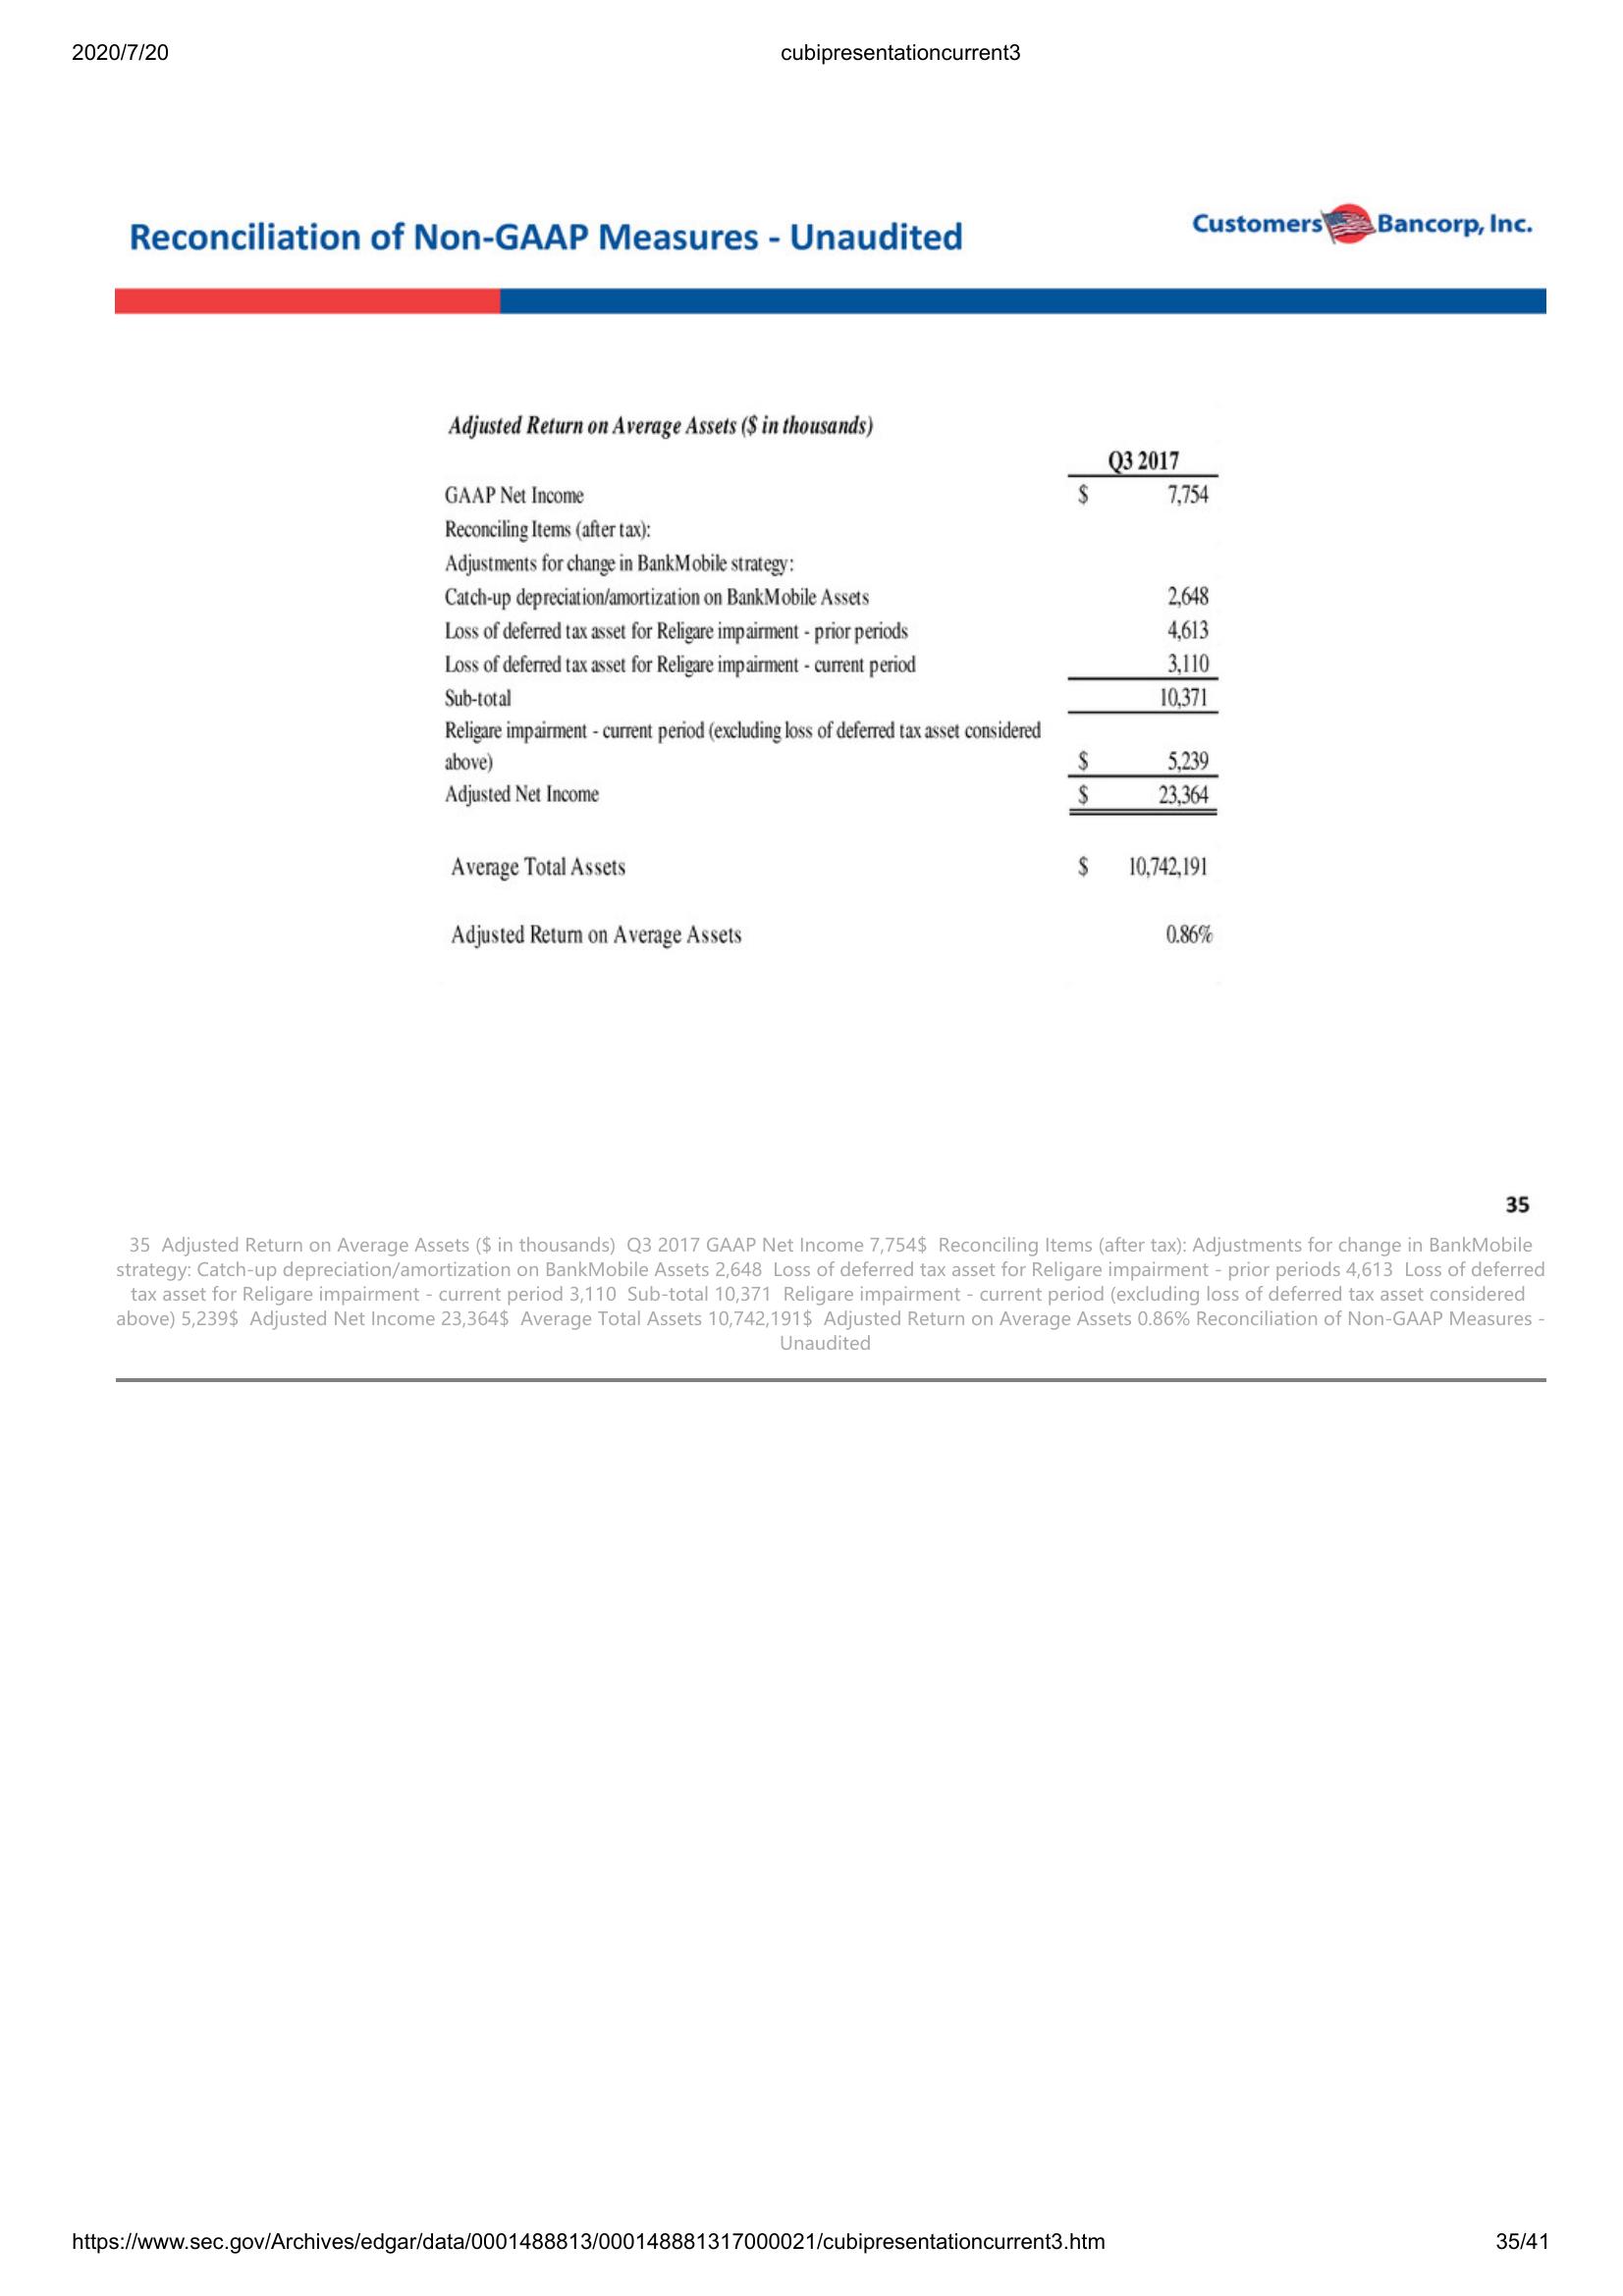 2020/7/20 cubipresentationcurrent3
Reconciliation of Non-GAAP Measures - Unaudited
Customers Bancorp, Inc.
Adjusted Return on Average Assets ($ in thousands)
Q3 2017
GAAP Net Income $ 7,754
Reconciling Items (after tax):
Adjustments for change in BankMobile strategy:
Catch-up depreciation/amortization on BankMobile Assets 2,648
Loss of deferred tax asset for Religare impairment - prior periods 4,613
Loss of deferred tax asset for Religare impairment - current period 3,110
Sub-total 10,371
Religare impairment - current period (excluding loss of deferred tax asset considered
above) $ 5,239
Adjusted Net Income $ 23,364
Average Total Assets $ 10,742,191
Adjusted Return on Average Assets 0.86%
35
35 Adjusted Return on Average Assets ($ in thousands) Q3 2017 GAAP Net Income 7,754$ Reconciling Items (after tax): Adjustments for change in BankMobile
strategy: Catch-up depreciation/amortization on BankMobile Assets 2,648 Loss of deferred tax asset for Religare impairment - prior periods 4,613 Loss of deferred
tax asset for Religare impairment - current period 3,110 Sub-total 10,371 Religare impairment - current period (excluding loss of deferred tax asset considered
above) 5,239$ Adjusted Net Income 23,364$ Average Total Assets 10,742,191$ Adjusted Return on Average Assets 0.86% Reconciliation of Non-GAAP Measures -
Unaudited
https://www.sec.gov/Archives/edgar/data/0001488813/000148881317000021/cubipresentationcurrent3.htm 35/41